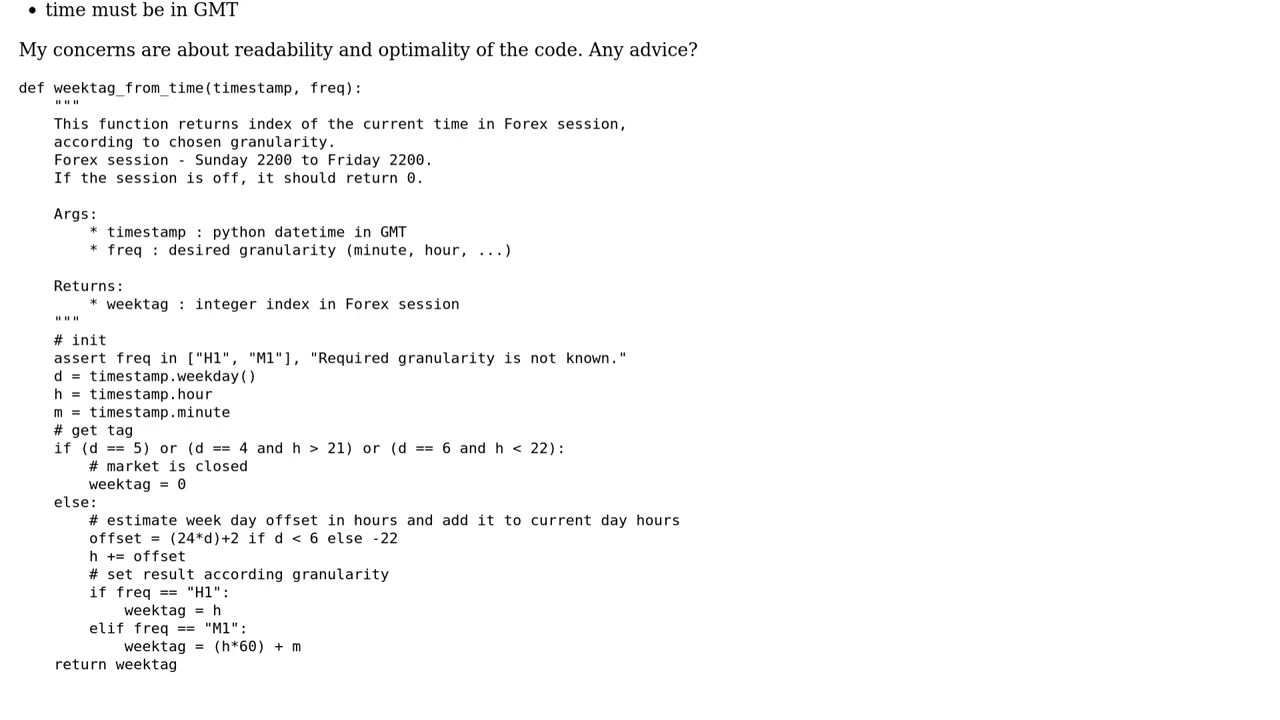 • time must be in GMT
My concerns are about readability and optimality of the code. Any advice?
def weektag_from_time(timestamp, freq):
    """
    This function returns index of the current time in Forex session,
    according to chosen granularity.
    Forex session - Sunday 2200 to Friday 2200.
    If the session is off, it should return 0.

    Args:
        * timestamp : python datetime in GMT
        * freq : desired granularity (minute, hour, ...)

    Returns:
        * weektag : integer index in Forex session
    """
    # init
    assert freq in ["H1", "M1"], "Required granularity is not known."
    d = timestamp.weekday()
    h = timestamp.hour
    m = timestamp.minute
    # get tag
    if (d == 5) or (d == 4 and h > 21) or (d == 6 and h < 22):
        # market is closed
        weektag = 0
    else:
        # estimate week day offset in hours and add it to current day hours
        offset = (24*d)+2 if d < 6 else -22
        h += offset
        # set result according granularity
        if freq == "H1":
            weektag = h
        elif freq == "M1":
            weektag = (h*60) + m
    return weektag